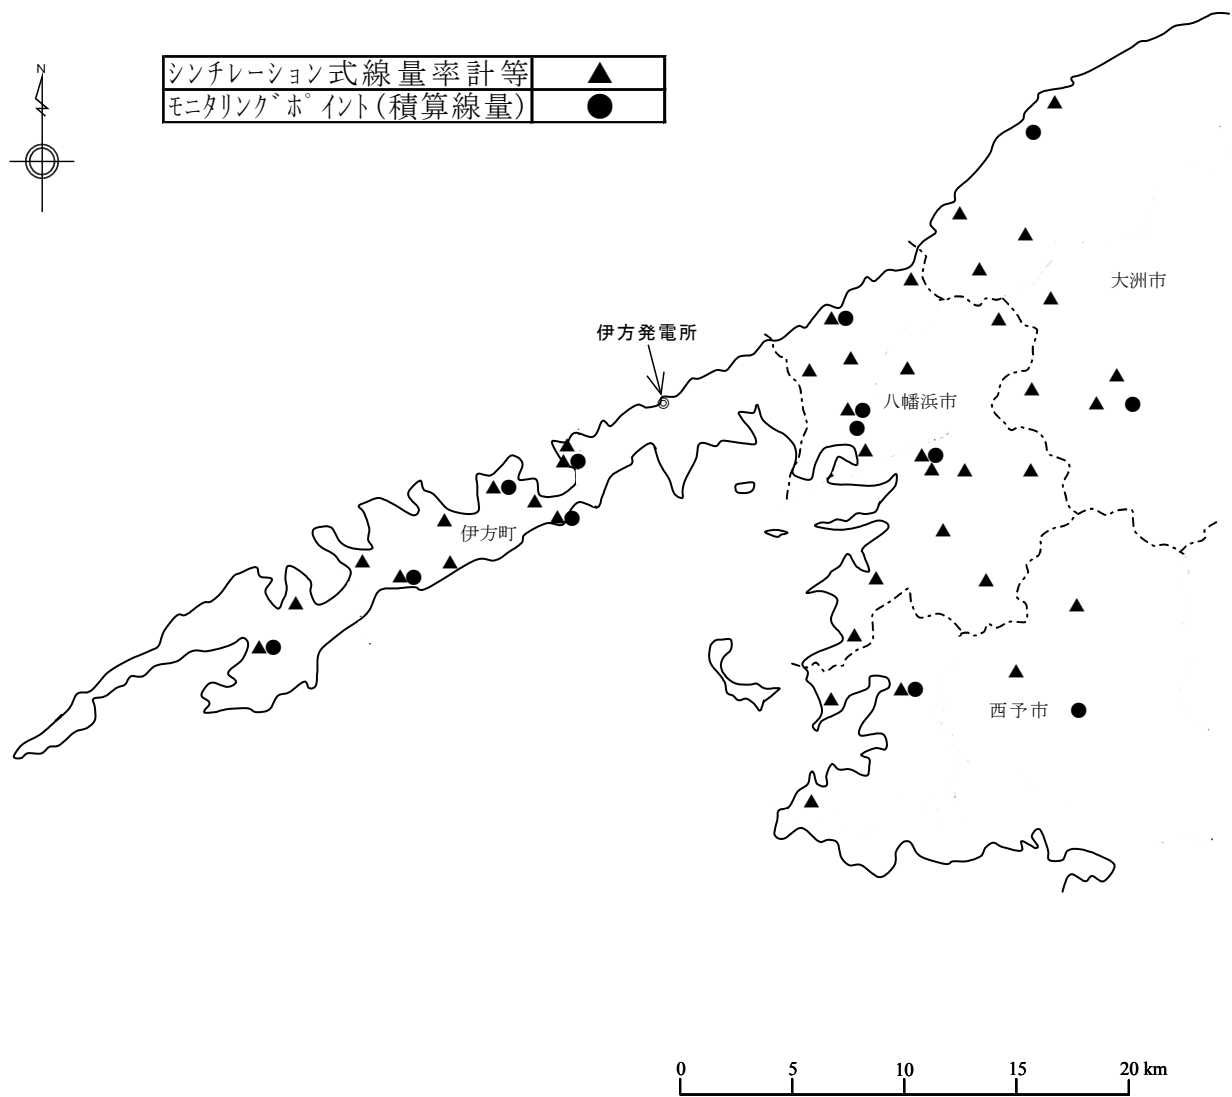 N
シンチレーション式線量率計等 ▲
モニタリングポイント(積算線量) ●
大洲市
伊方発電所
八幡浜市
伊方町
西予市
0 5 10 15 20 km